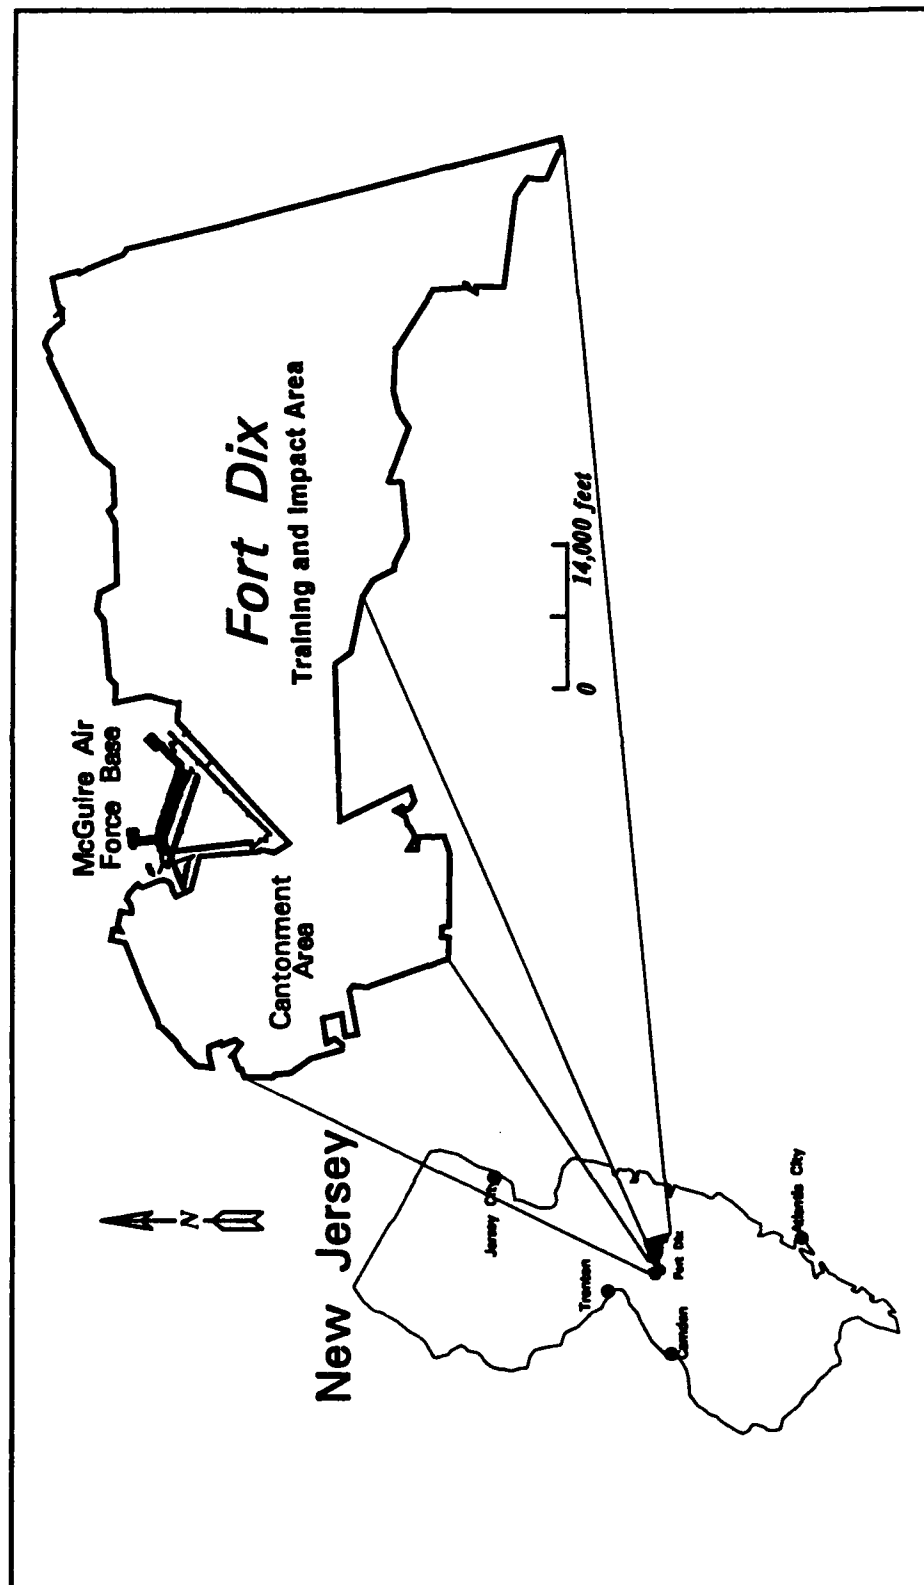 McGuire Air
Force Base
Fort Dix
Training and Impact Area
Cantonment
Area
N
New Jersey
Jersey City
Trenton
Fort Dix
Camden
Atlantic City
0
14,000 feet